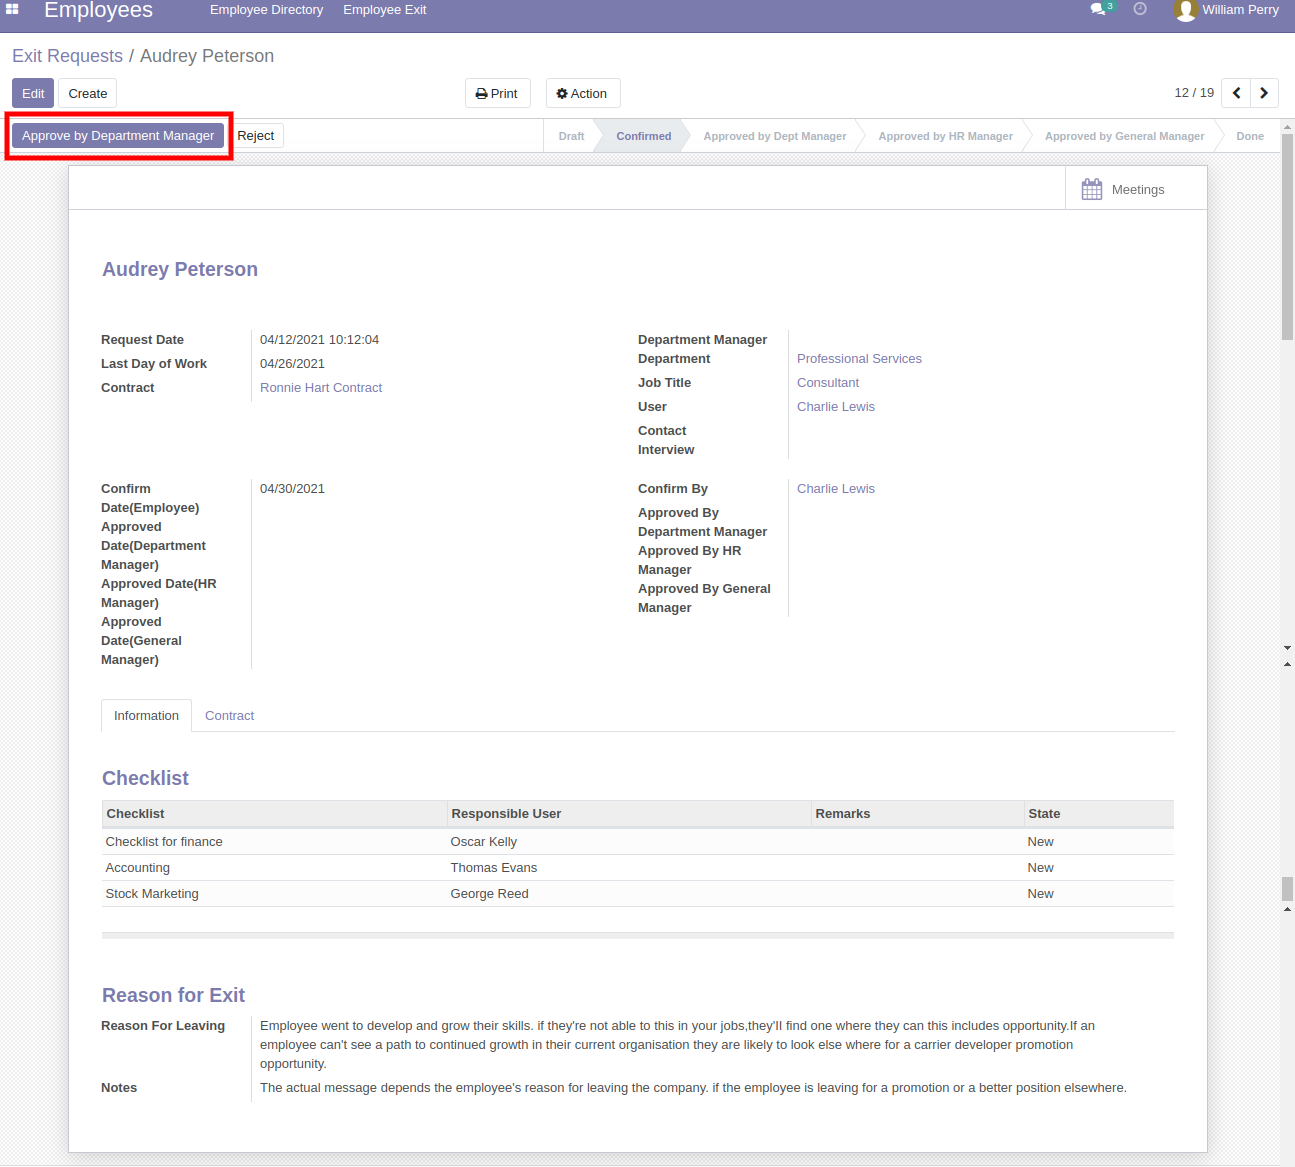 Employees Employee Directory Employee Exit 3 William Perry
Exit Requests / Audrey Peterson
Edit Create Print Action 12 / 19
Approve by Department Manager Reject Draft Confirmed Approved by Dept Manager Approved by HR Manager Approved by General Manager Done
Meetings
Audrey Peterson
Request Date 04/12/2021 10:12:04
Last Day of Work 04/26/2021
Contract Ronnie Hart Contract
Department Manager
Department Professional Services
Job Title Consultant
User Charlie Lewis
Contact
Interview
Confirm 04/30/2021
Date(Employee)
Approved
Date(Department
Manager)
Approved Date(HR
Manager)
Approved
Date(General
Manager)
Confirm By Charlie Lewis
Approved By
Department Manager
Approved By HR
Manager
Approved By General
Manager
Information Contract
Checklist
Checklist Responsible User Remarks State
Checklist for finance Oscar Kelly New
Accounting Thomas Evans New
Stock Marketing George Reed New
Reason for Exit
Reason For Leaving Employee went to develop and grow their skills. if they're not able to this in your jobs,they'll find one where they can this includes opportunity.If an
employee can't see a path to continued growth in their current organisation they are likely to look else where for a carrier developer promotion
opportunity.
Notes The actual message depends the employee's reason for leaving the company. if the employee is leaving for a promotion or a better position elsewhere.